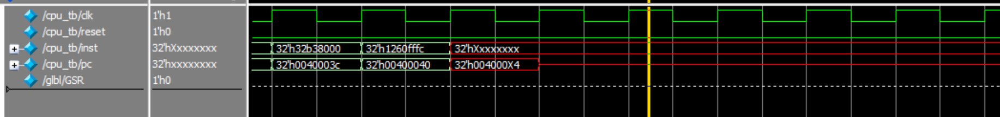 /cpu_tb/clk 1'h1
/cpu_tb/reset 1'h0
/cpu_tb/inst 32'hXxxxxxxx 32'h32b38000 32'h1260fffc 32'hXxxxxxxx
/cpu_tb/pc 32'hxxxxxxxx 32'h0040003c 32'h00400040 32'h004000X4
/glbl/GSR 1'h0